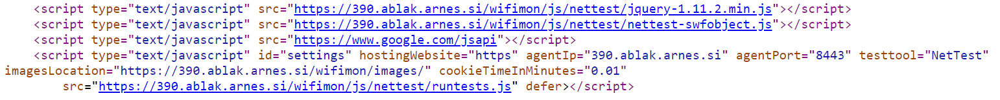 <script type="text/javascript" src="https://390.ablak.arnes.si/wifimon/js/nettest/jquery-1.11.2.min.js"></script>
<script type="text/javascript" src="https://390.ablak.arnes.si/wifimon/js/nettest/nettest-swfobject.js"></script>
<script type="text/javascript" src="https://www.google.com/jsapi"></script>
<script type="text/javascript" id="settings" hostingWebsite="https" agentIp="390.ablak.arnes.si" agentPort="8443" testtool="NetTest"
imagesLocation="https://390.ablak.arnes.si/wifimon/images/" cookieTimeInMinutes="0.01"
src="https://390.ablak.arnes.si/wifimon/js/nettest/runtests.js" defer></script>